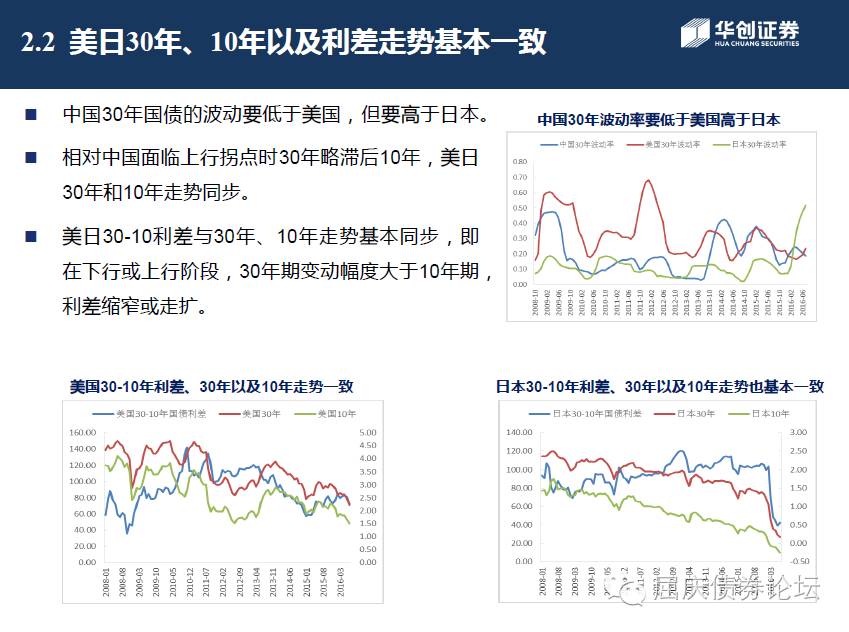 2.2 美日30年、10年以及利差走势基本一致
华创证券
HUA CHUANG SECURITIES
中国30年国债的波动要低于美国，但要高于日本。
相对中国面临上行拐点时30年略滞后10年，美日
30年和10年走势同步。
美日30-10利差与30年、10年走势基本同步，即
在下行或上行阶段，30年期变动幅度大于10年期，
利差缩窄或走扩。
中国30年波动率要低于美国高于日本
中国30年波动率 美国30年波动率 日本30年波动率
0.80
0.70
0.60
0.50
0.40
0.30
0.20
0.10
0.00
2008-10 2009-02 2009-06 2009-10 2010-02 2010-06 2010-10 2011-02 2011-06 2011-10 2012-02 2012-06 2012-10 2013-02 2013-06 2013-10 2014-02 2014-06 2014-10 2015-02 2015-06 2015-10 2016-02 2016-06
美国30-10年利差、30年以及10年走势一致
美国30-10年国债利差 美国30年 美国10年
160.00 5.00
140.00 4.50
120.00 4.00
100.00 3.50
80.00 3.00
60.00 2.50
40.00 2.00
20.00 1.50
0.00 1.00
0.50
0.00
2008-01 2008-08 2009-03 2009-10 2010-05 2010-12 2011-07 2012-02 2012-09 2013-04 2013-11 2014-06 2015-01 2015-08 2016-03
日本30-10年利差、30年以及10年走势也基本一致
日本30-10年国债利差 日本30年 日本10年
140.00 3.00
120.00 2.50
100.00 2.00
80.00 1.50
60.00 1.00
40.00 0.50
20.00 0.00
0.00 -0.50
2008-01 2008-08 2009-03 2009-10 2011-07 2012-02 2012-09 2013-04 2013-11 2014-06 2015-01 2015-08 2016-03
屈庆债券论坛